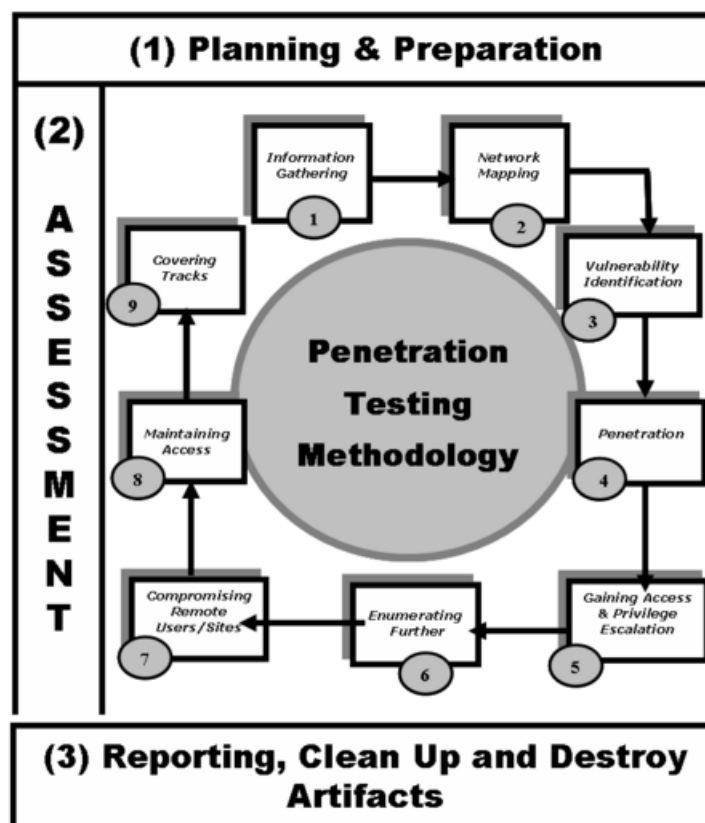 (1) Planning & Preparation
(2)
A
S
S
E
S
S
M
E
N
T
Information
Gathering
1
Network
Mapping
2
Vulnerability
Identification
3
Penetration
4
Gaining Access
& Privilege
Escalation
5
Enumerating
Further
6
Compromising
Remote
Users/Sites
7
Maintaining
Access
8
Covering
Tracks
9
Penetration
Testing
Methodology
(3) Reporting, Clean Up and Destroy
Artifacts